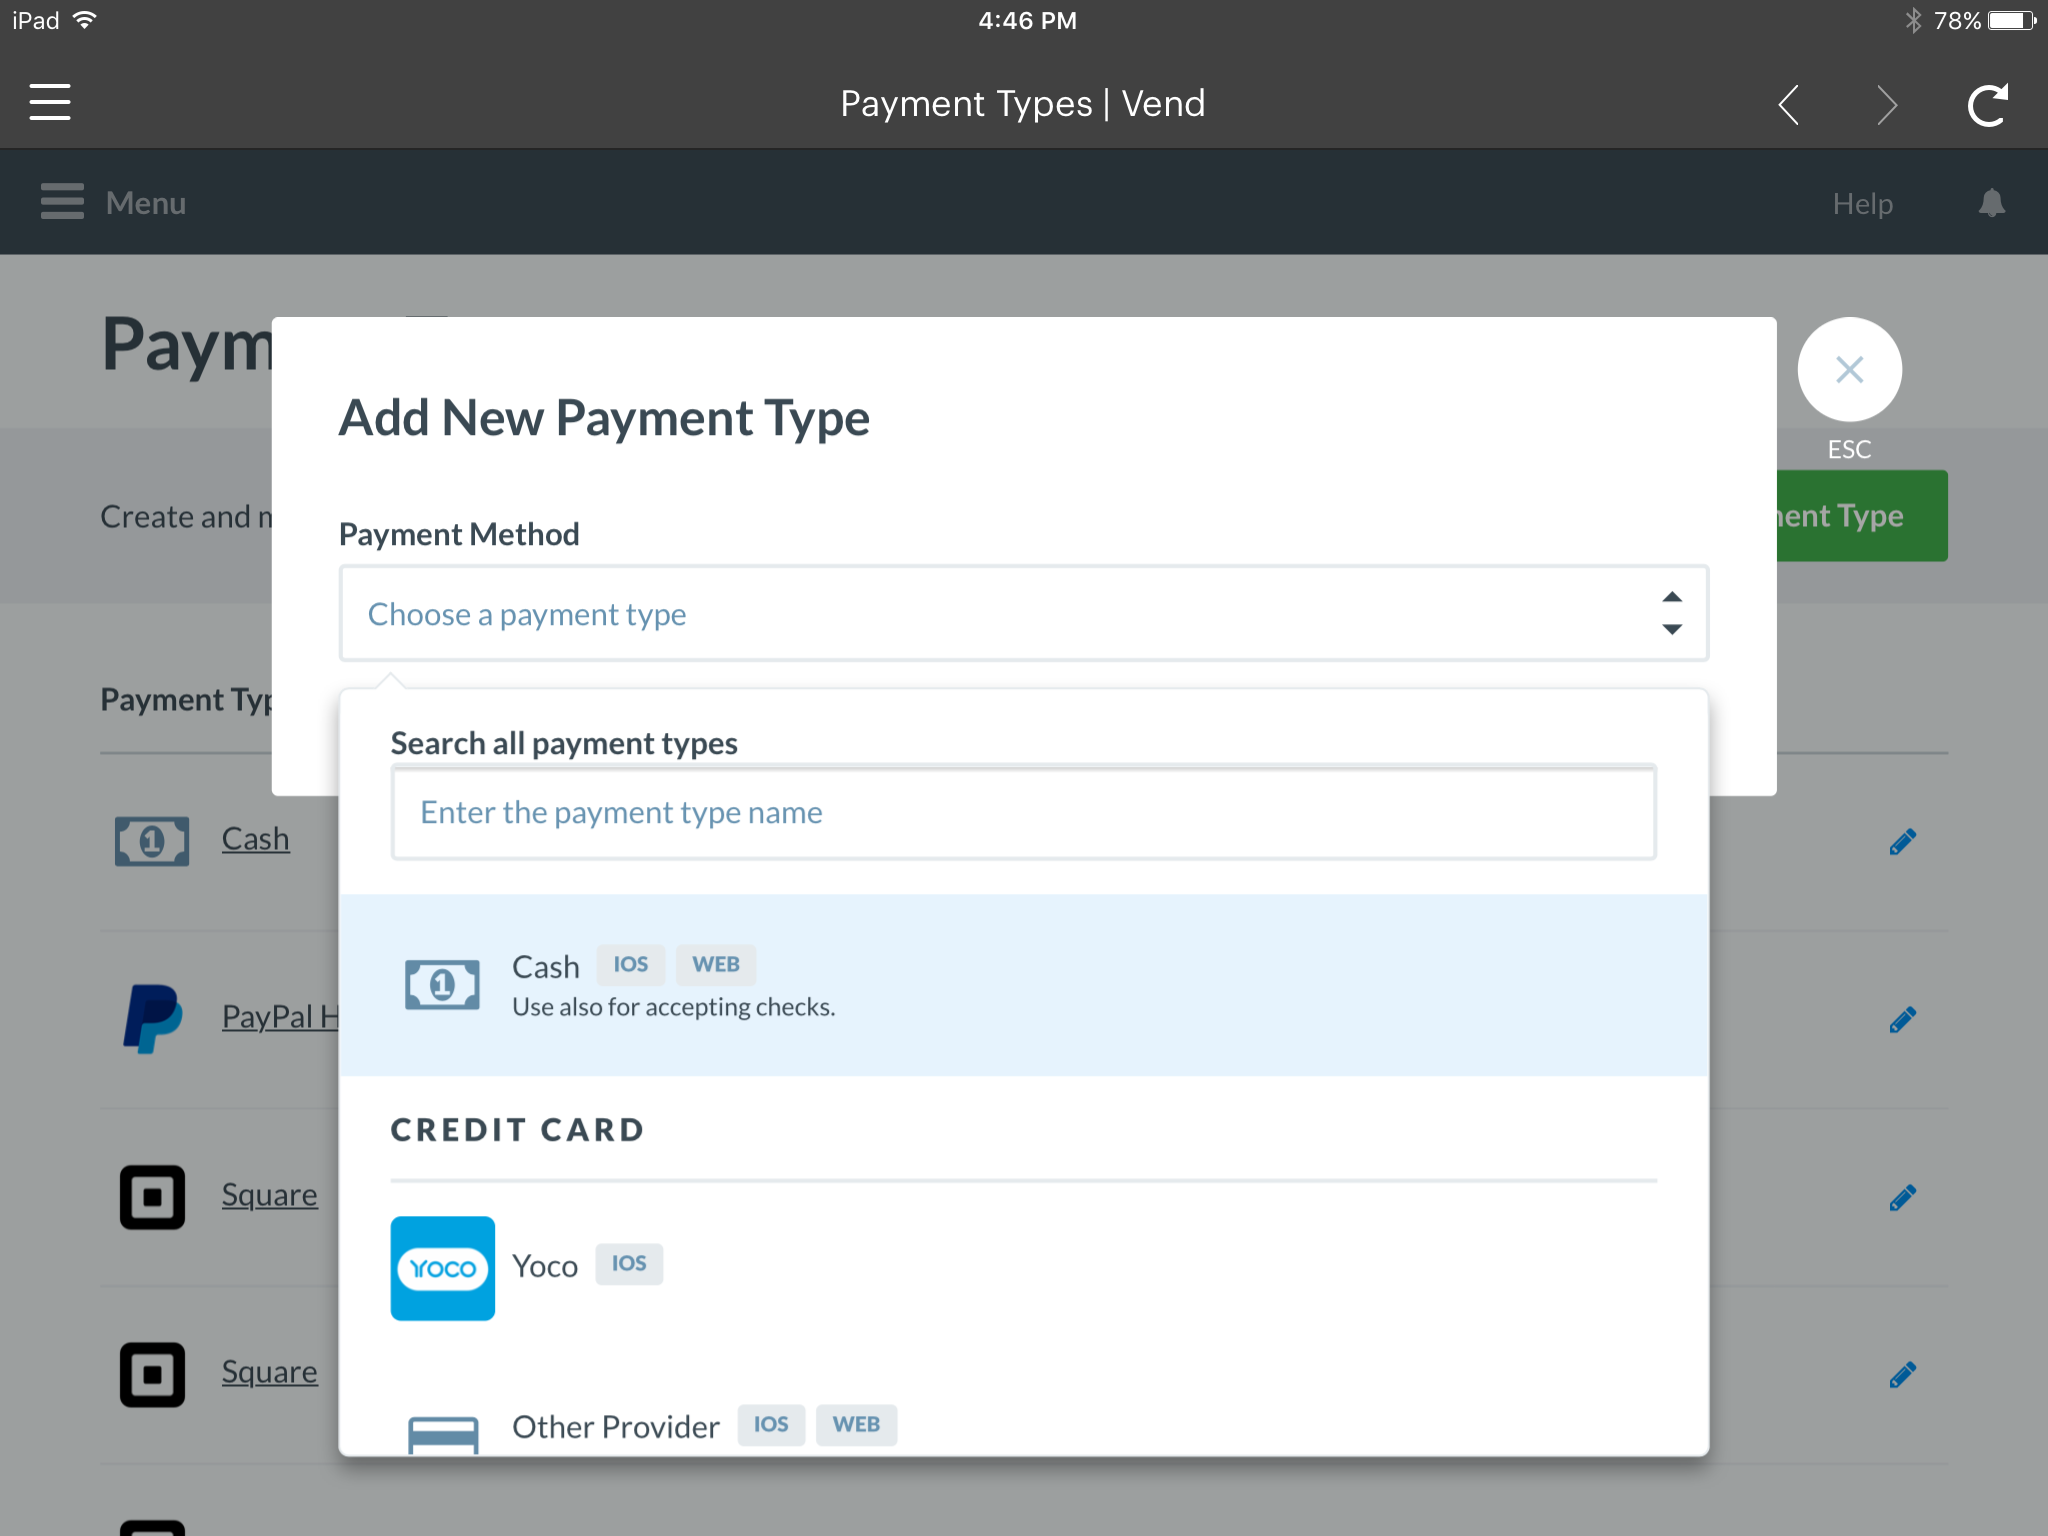 iPad 4:46 PM 78%
Payment Types | Vend
Menu Help
Paym
Add New Payment Type
ESC
Create and
ent Type
Payment Method
Choose a payment type
Payment Typ
Search all payment types
Enter the payment type name
Cash
Cash IOS WEB
Use also for accepting checks.
PayPal H
CREDIT CARD
Square
YOCO Yoco IOS
Square
Other Provider IOS WEB